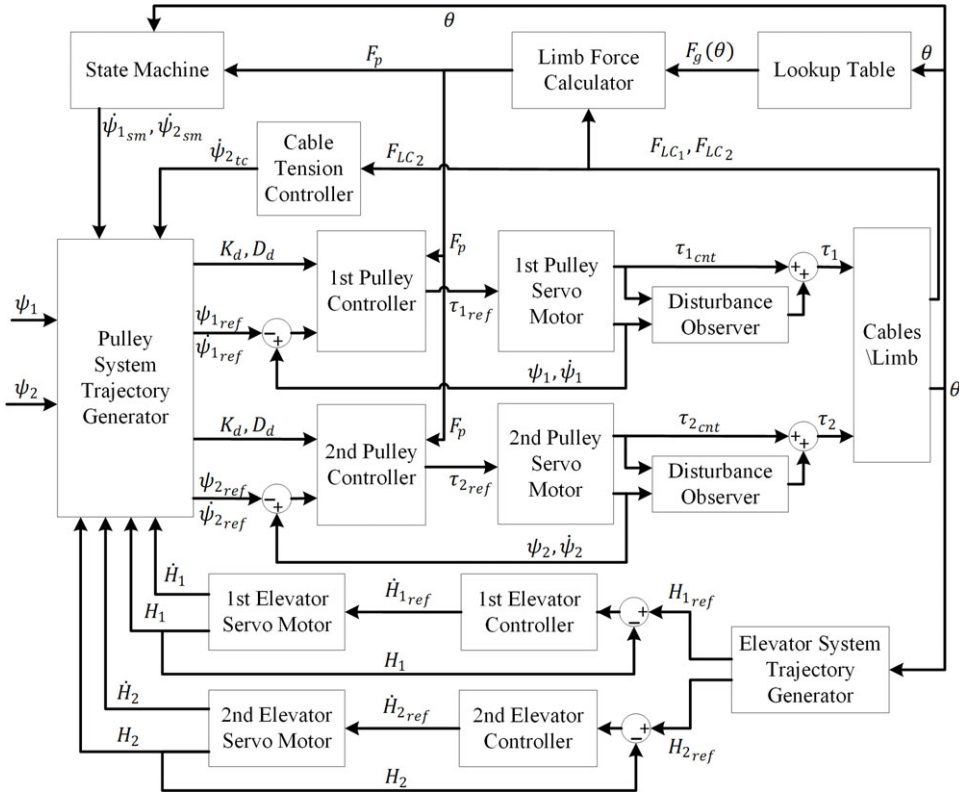 θ
State Machine
F_p
Limb Force
Calculator
F_g(θ)
Lookup Table
θ
ψ̇_1sm, ψ̇_2sm
ψ̇_2tc
Cable
Tension
Controller
F_LC2
F_LC1, F_LC2
K_d, D_d
F_p
1st Pulley
Controller
τ_1ref
1st Pulley
Servo
Motor
τ_1cnt
Disturbance
Observer
++
τ_1
ψ_1
ψ_2
Pulley
System
Trajectory
Generator
ψ_1ref
ψ̇_1ref
-
+
ψ_1, ψ̇_1
Cables
\Limb
θ
K_d, D_d
F_p
2nd Pulley
Controller
τ_2ref
2nd Pulley
Servo
Motor
τ_2cnt
Disturbance
Observer
++
τ_2
ψ_2ref
ψ̇_2ref
-
+
ψ_2, ψ̇_2
Ḣ_1
H_1
1st Elevator
Servo Motor
Ḣ_1ref
1st Elevator
Controller
- +
H_1ref
H_1
Elevator System
Trajectory
Generator
Ḣ_2
H_2
2nd Elevator
Servo Motor
Ḣ_2ref
2nd Elevator
Controller
- +
H_2ref
H_2